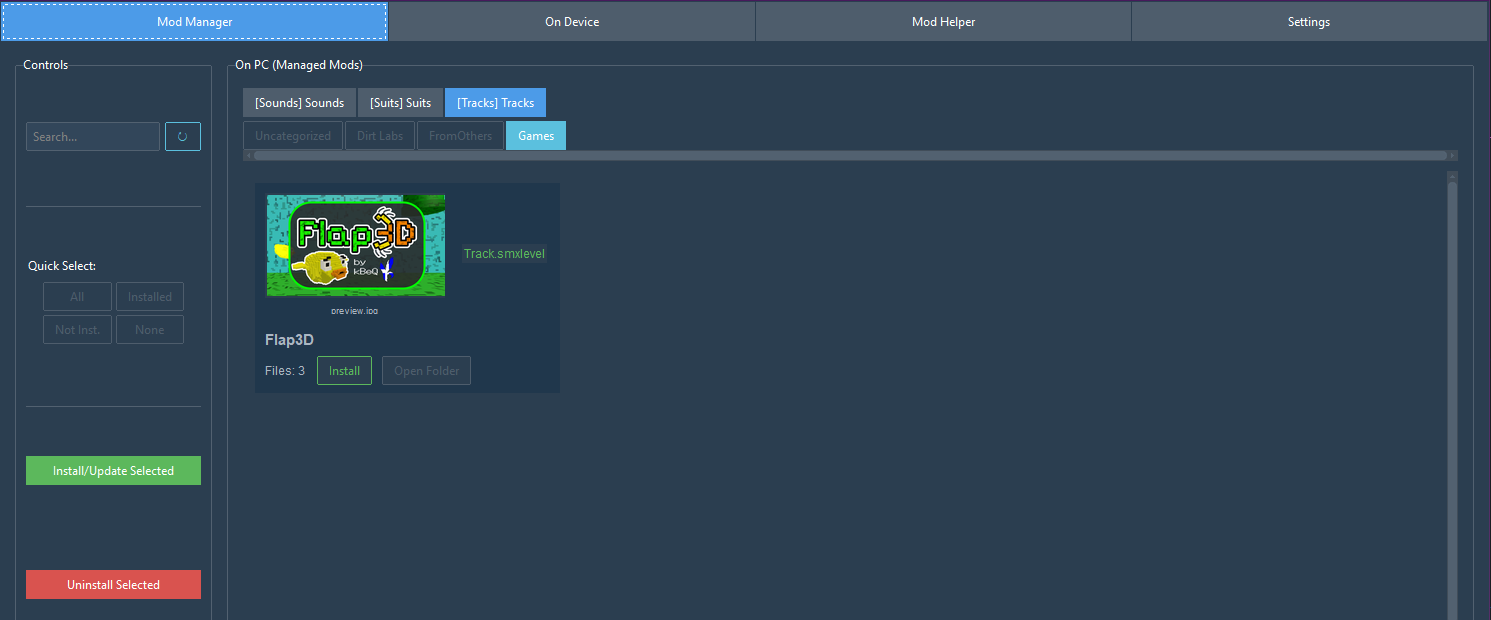 Mod Manager On Device Mod Helper Settings
Controls
Search...
Quick Select:
All Installed
Not Inst. None
Install/Update Selected
Uninstall Selected
On PC (Managed Mods)
[Sounds] Sounds [Suits] Suits [Tracks] Tracks
Uncategorized Dirt Labs FromOthers Games
Flap3D
by
kBeQ
Track.smxlevel
preview.jpg
Flap3D
Files: 3 Install Open Folder